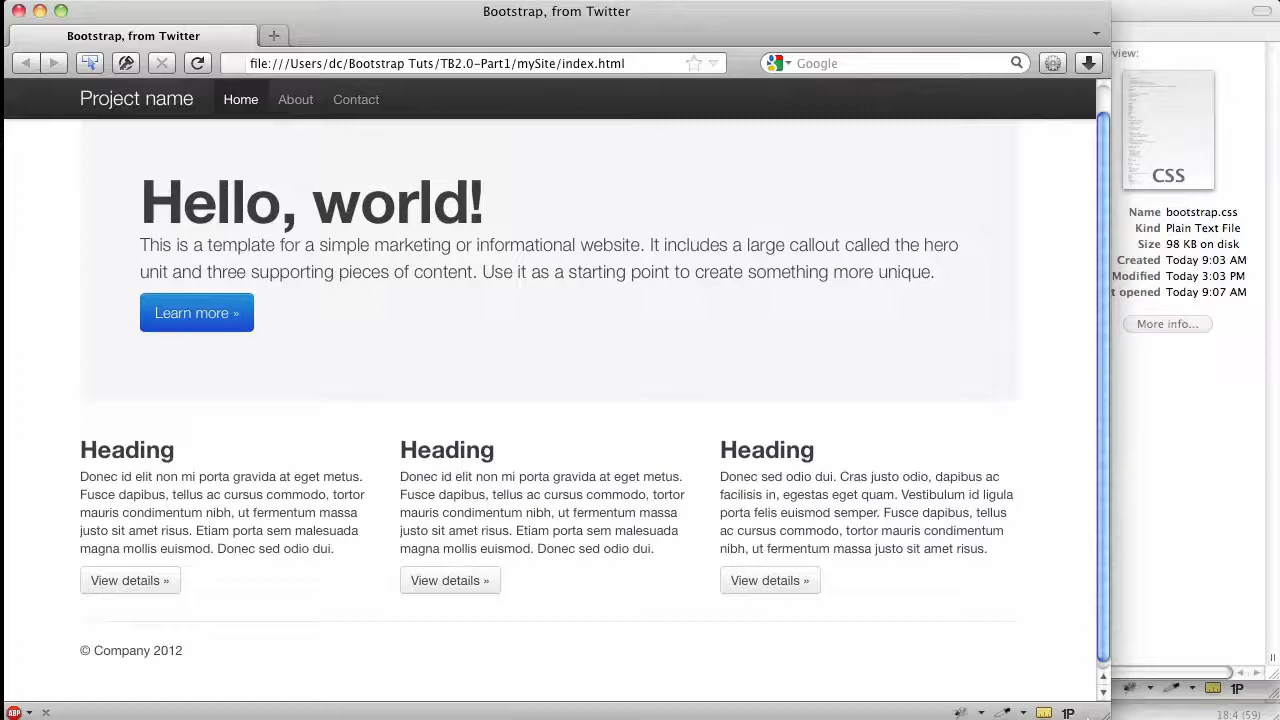 Bootstrap, from Twitter
Bootstrap, from Twitter
file:///Users/dc/Bootstrap Tuts/TB2.0-Part1/mySite/index.html
Google
Project name
Home
About
Contact
Hello, world!
This is a template for a simple marketing or informational website. It includes a large callout called the hero
unit and three supporting pieces of content. Use it as a starting point to create something more unique.
Learn more »
Heading
Donec id elit non mi porta gravida at eget metus.
Fusce dapibus, tellus ac cursus commodo, tortor
mauris condimentum nibh, ut fermentum massa
justo sit amet risus. Etiam porta sem malesuada
magna mollis euismod. Donec sed odio dui.
View details »
Heading
Donec id elit non mi porta gravida at eget metus.
Fusce dapibus, tellus ac cursus commodo, tortor
mauris condimentum nibh, ut fermentum massa
justo sit amet risus. Etiam porta sem malesuada
magna mollis euismod. Donec sed odio dui.
View details »
Heading
Donec sed odio dui. Cras justo odio, dapibus ac
facilisis in, egestas eget quam. Vestibulum id ligula
porta felis euismod semper. Fusce dapibus, tellus
ac cursus commodo, tortor mauris condimentum
nibh, ut fermentum massa justo sit amet risus.
View details »
© Company 2012
ABP
1P
view:
CSS
Name bootstrap.css
Kind Plain Text File
Size 98 KB on disk
Created Today 9:03 AM
Modified Today 3:03 PM
t opened Today 9:07 AM
More info...
1P
18:4 (59)